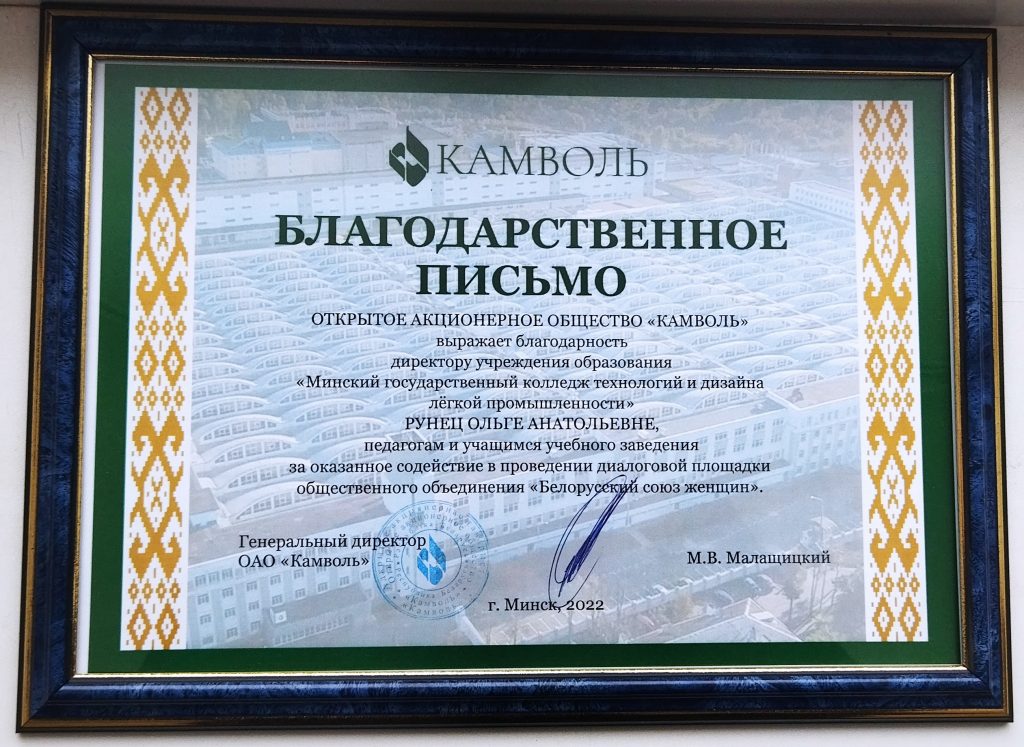 КАМВОЛЬ
БЛАГОДАРСТВЕННОЕ
ПИСЬМО
ОТКРЫТОЕ АКЦИОНЕРНОЕ ОБЩЕСТВО «КАМВОЛЬ»
выражает благодарность
директору учреждения образования
«Минский государственный колледж технологий и дизайна
лёгкой промышленности»
РУНЕЦ ОЛЬГЕ АНАТОЛЬЕВНЕ,
педагогам и учащимся учебного заведения
за оказанное содействие в проведении диалоговой площадки
общественного объединения «Белорусский союз женщин».
Генеральный директор
ОАО «Камволь»
М.В. Малащицкий
«Камволь»
г. Минск, 2022